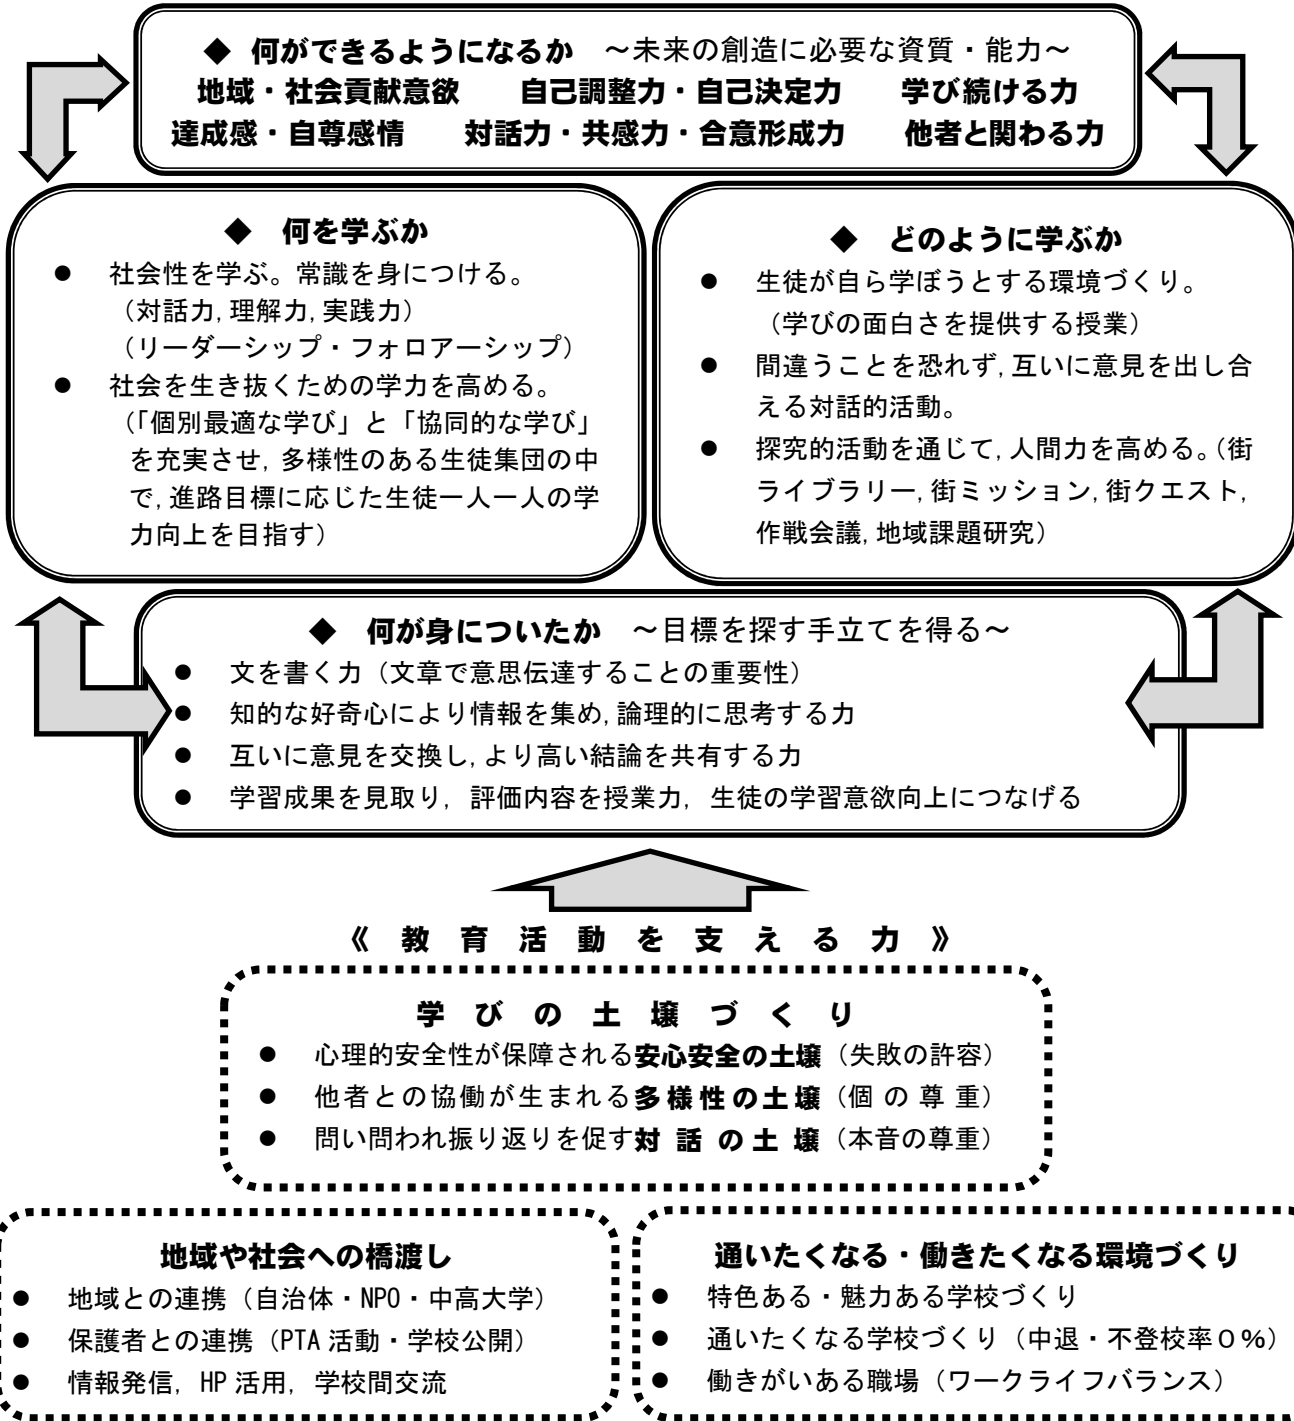 ◆ 何ができるようになるか ～未来の創造に必要な資質・能力～
地域・社会貢献意欲 自己調整力・自己決定力 学び続ける力
達成感・自尊感情 対話力・共感力・合意形成力 他者と関わる力
◆ 何を学ぶか
● 社会性を学ぶ。常識を身につける。
（対話力,理解力,実践力）
（リーダーシップ・フォロアーシップ）
● 社会を生き抜くための学力を高める。
（「個別最適な学び」と「協同的な学び」
を充実させ,多様性のある生徒集団の中
で,進路目標に応じた生徒一人一人の学
力向上を目指す）
◆ どのように学ぶか
● 生徒が自ら学ぼうとする環境づくり。
（学びの面白さを提供する授業）
● 間違うことを恐れず,互いに意見を出し合
える対話的活動。
● 探究的活動を通じて,人間力を高める。（街
ライブラリー,街ミッション,街クエスト,
作戦会議,地域課題研究）
◆ 何が身についたか ～目標を探す手立てを得る～
● 文を書く力（文章で意思伝達することの重要性）
● 知的な好奇心により情報を集め,論理的に思考する力
● 互いに意見を交換し,より高い結論を共有する力
● 学習成果を見取り, 評価内容を授業力, 生徒の学習意欲向上につなげる
《 教 育 活 動 を 支 え る 力 》
学 び の 土 壌 づ く り
● 心理的安全性が保障される安心安全の土壌（失敗の許容）
● 他者との協働が生まれる多様性の土壌（個 の 尊 重）
● 問い問われ振り返りを促す対 話 の 土 壌（本音の尊重）
地域や社会への橋渡し
● 地域との連携（自治体・NPO・中高大学）
● 保護者との連携（PTA 活動・学校公開）
● 情報発信, HP 活用, 学校間交流
通いたくなる・働きたくなる環境づくり
● 特色ある・魅力ある学校づくり
● 通いたくなる学校づくり（中退・不登校率０%）
● 働きがいある職場（ワークライフバランス）